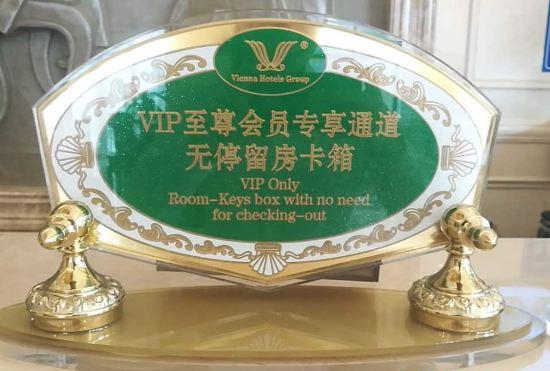 ®
Vienna Hotels Group
VIP至尊会员专享通道
无停留房卡箱
VIP Only
Room-Keys box with no need
for checking-out